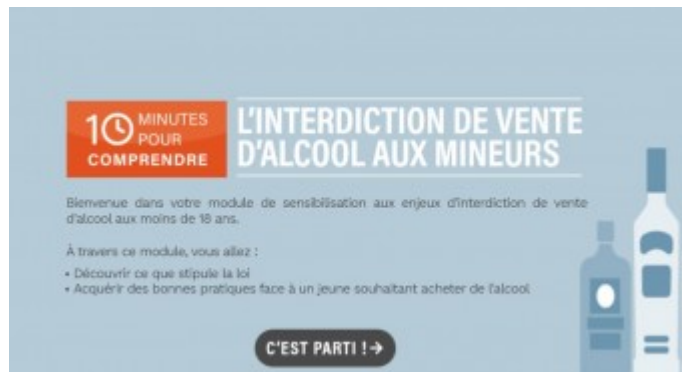 10 MINUTES
POUR
COMPRENDRE
L'INTERDICTION DE VENTE
D'ALCOOL AUX MINEURS
Bienvenue dans votre module de sensibilisation aux enjeux d'interdiction de vente
d'alcool aux moins de 18 ans.
À travers ce module, vous allez :
• Découvrir ce que stipule la loi
• Acquérir des bonnes pratiques face à un jeune souhaitant acheter de l'alcool
C'EST PARTI !→